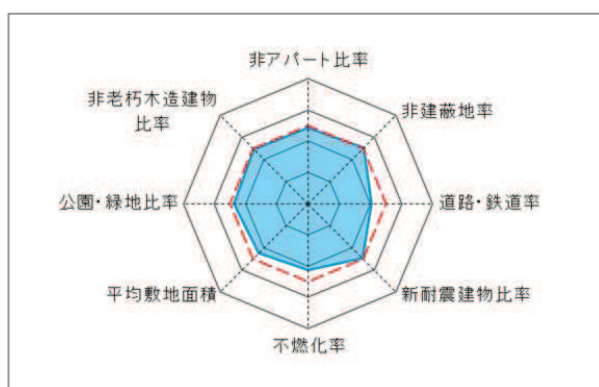 非アパート比率
非建蔽地率
道路・鉄道率
新耐震建物比率
不燃化率
平均敷地面積
公園・緑地比率
非老朽木造建物
比率